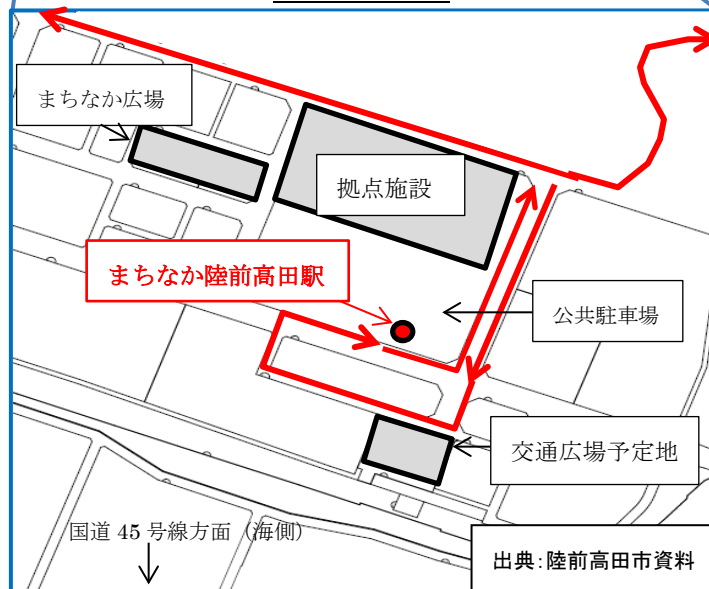 まちなか広場
拠点施設
まちなか陸前高田駅
公共駐車場
交通広場予定地
国道 45 号線方面（海側）
出典：陸前高田市資料